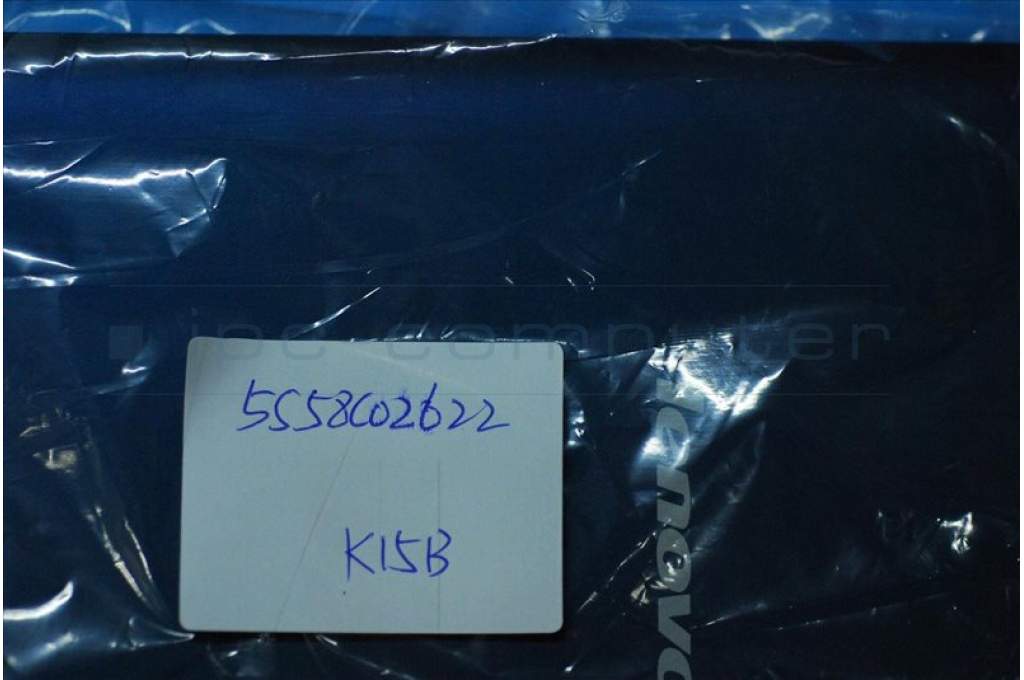 ipc computer
5S58C02622
K15B
lenovo